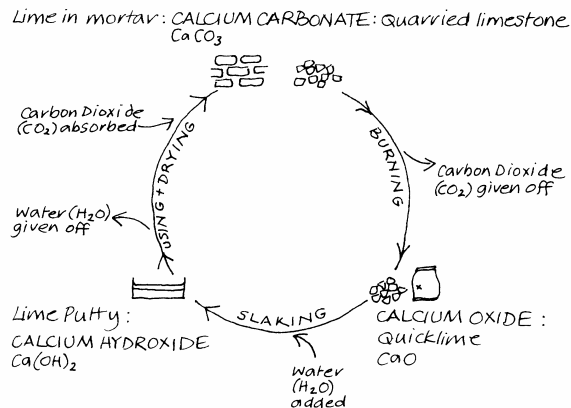 Lime in mortar: CALCIUM CARBONATE: Quarried limestone
CaCO3
Carbon Dioxide
(CO2) absorbed
BURNING
Carbon Dioxide
(CO2) given off
USING + DRYING
Water (H2O)
given off
Lime Putty:
CALCIUM HYDROXIDE
Ca(OH)2
SLAKING
Water
(H2O)
added
CALCIUM OXIDE:
Quicklime
CaO